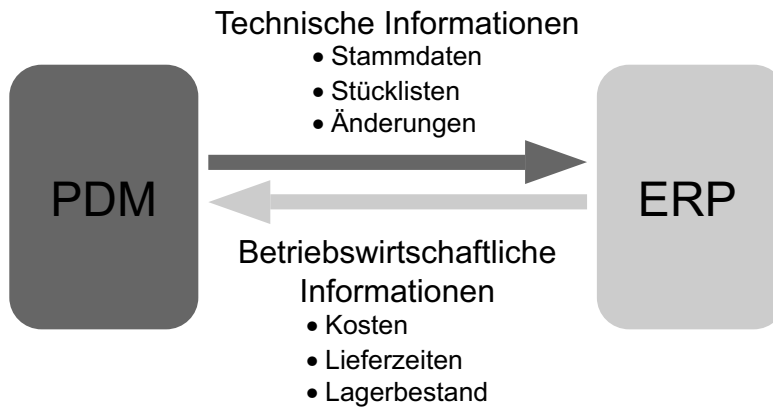 Technische Informationen
• Stammdaten
• Stücklisten
• Änderungen
PDM
ERP
Betriebswirtschaftliche
Informationen
• Kosten
• Lieferzeiten
• Lagerbestand